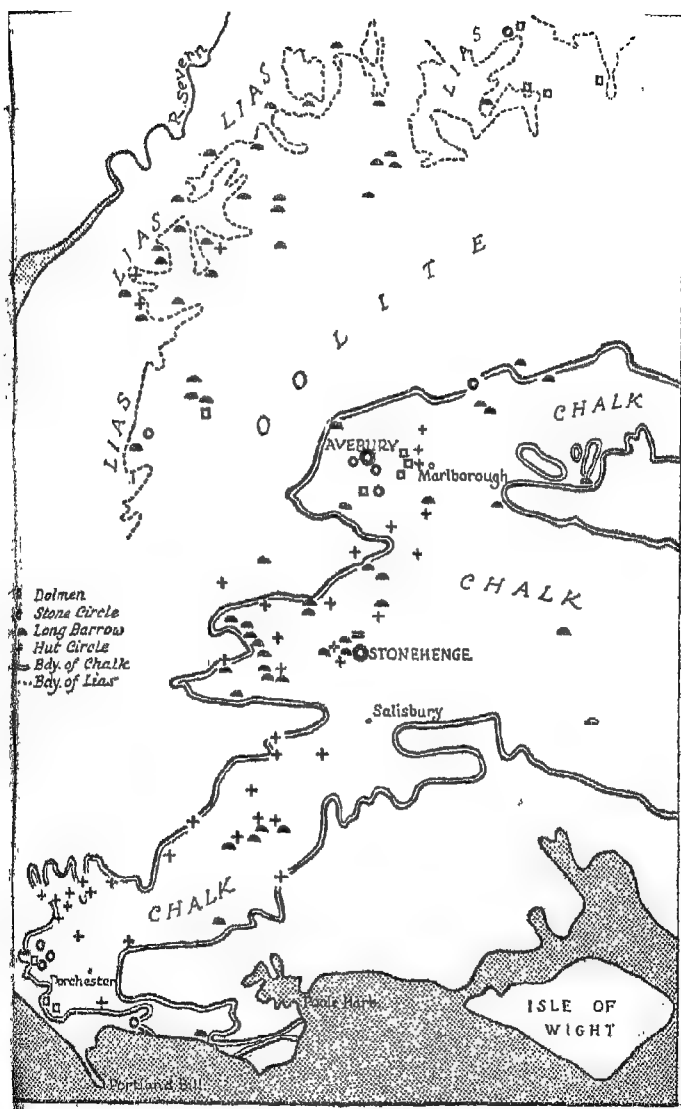 R. Severn
LIAS
LIAS
LIAS
LIAS
OOLITE
CHALK
AVEBURY
Marlborough
CHALK
Dolmen
Stone Circle
Long Barrow
Hut Circle
Bdy. of Chalk
Bdy. of Lias
STONEHENGE
Salisbury
CHALK
Dorchester
Poole Harb.
ISLE OF
WIGHT
Portland Bill